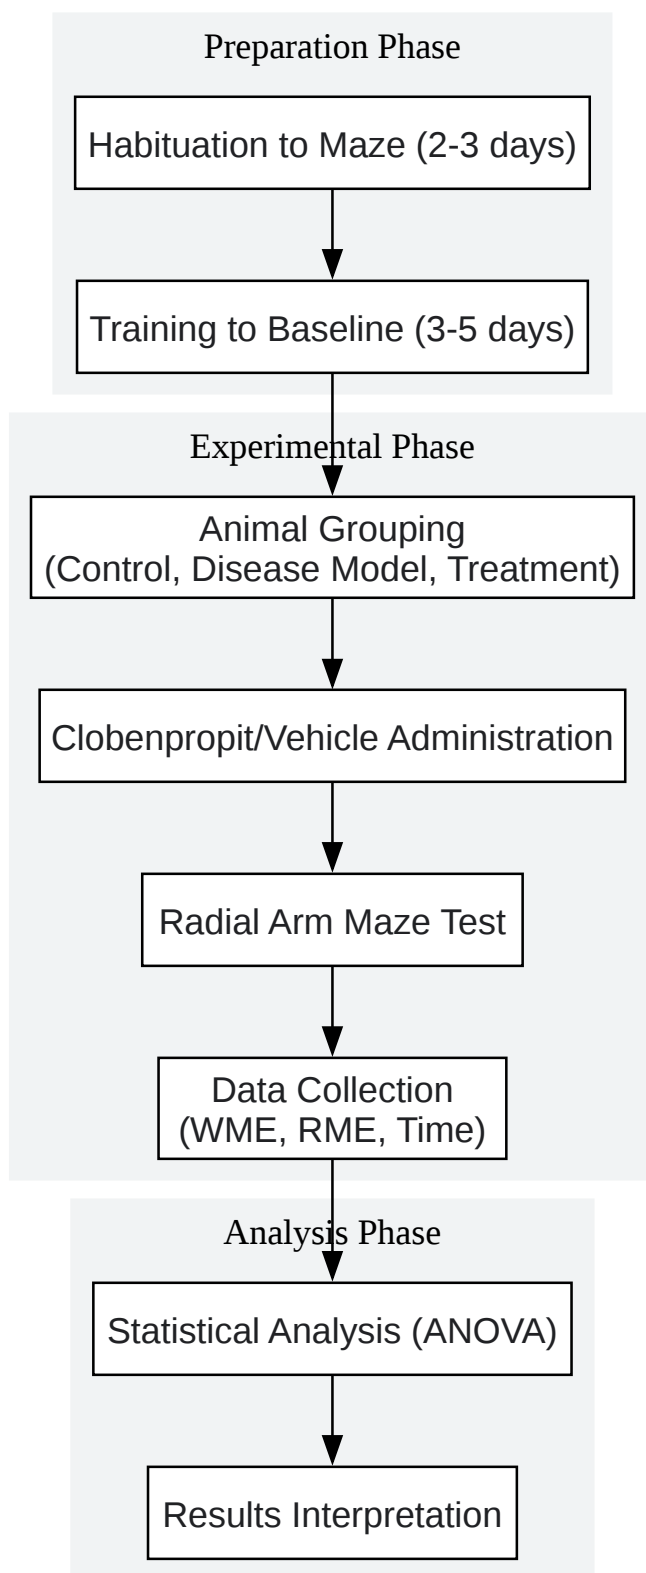 Preparation Phase
Habituation to Maze (2-3 days)
Training to Baseline (3-5 days)
Experimental Phase
Animal Grouping
(Control, Disease Model, Treatment)
Clobenpropit/Vehicle Administration
Radial Arm Maze Test
Data Collection
(WME, RME, Time)
Analysis Phase
Statistical Analysis (ANOVA)
Results Interpretation